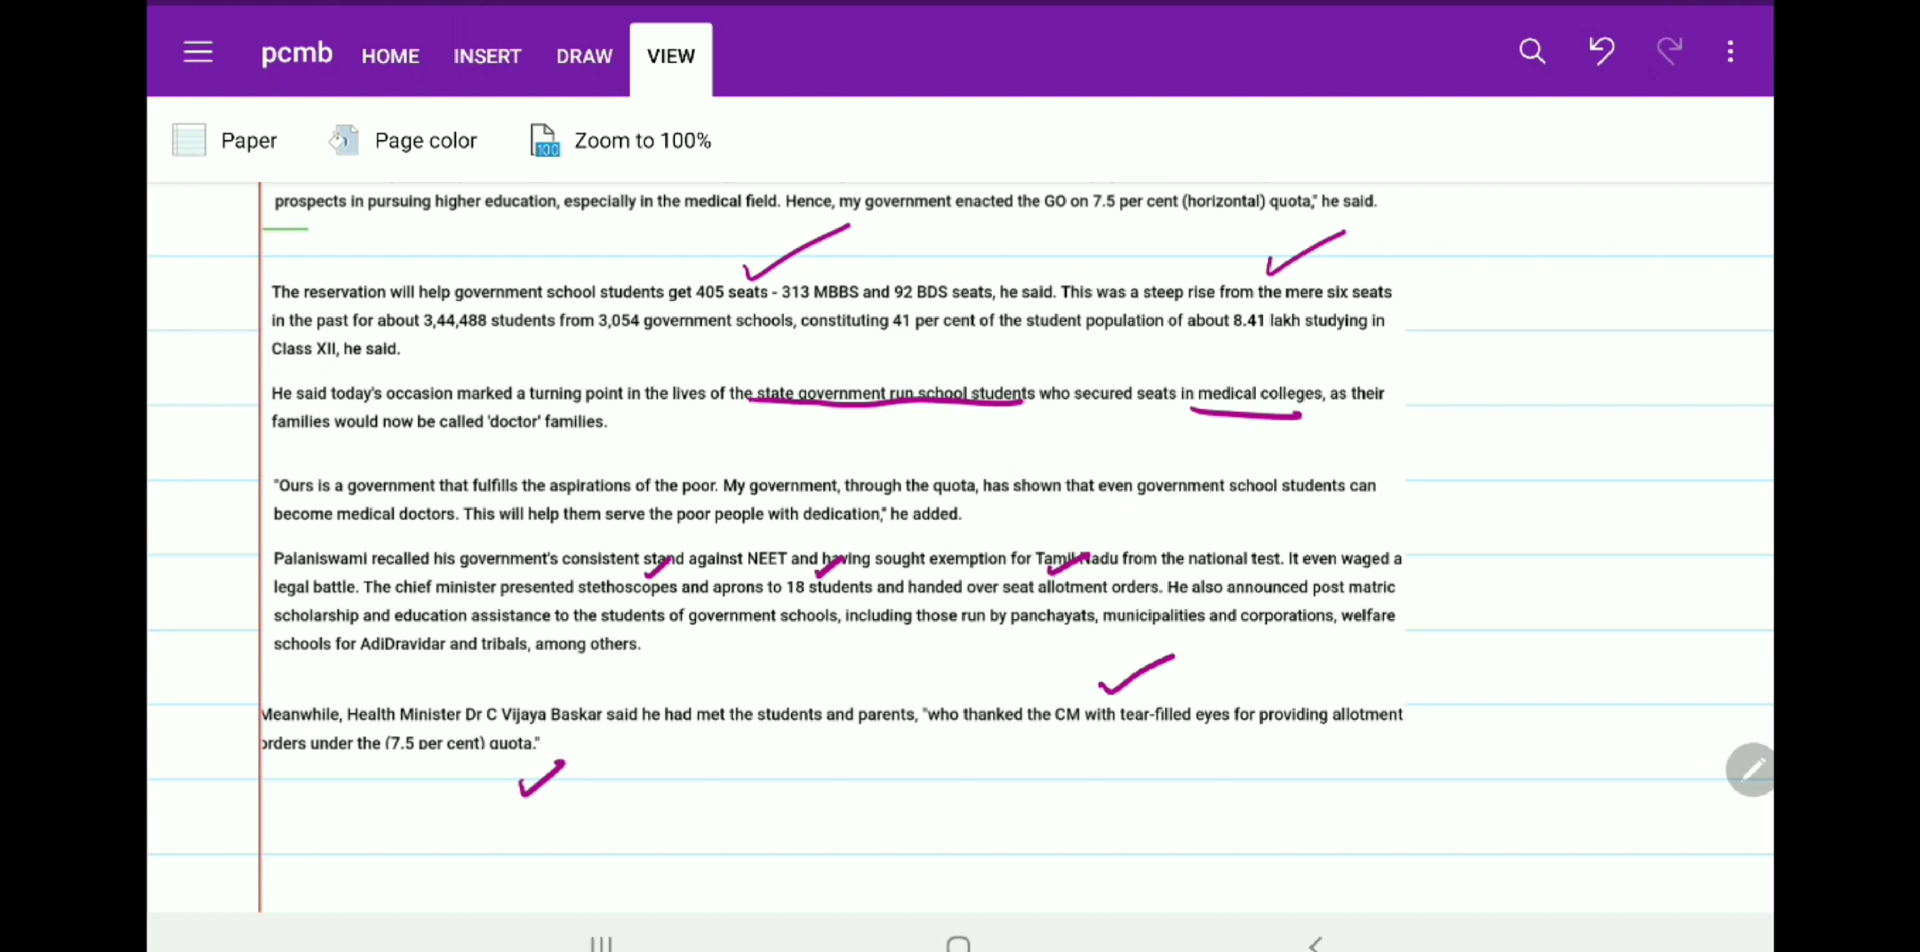 pcmb HOME INSERT DRAW VIEW
Paper Page color 100 Zoom to 100%
prospects in pursuing higher education, especially in the medical field. Hence, my government enacted the GO on 7.5 per cent (horizontal) quota," he said.
The reservation will help government school students get 405 seats - 313 MBBS and 92 BDS seats, he said. This was a steep rise from the mere six seats
in the past for about 3,44,488 students from 3,054 government schools, constituting 41 per cent of the student population of about 8.41 lakh studying in
Class XII, he said.
He said today's occasion marked a turning point in the lives of the state government run school students who secured seats in medical colleges, as their
families would now be called 'doctor' families.
"Ours is a government that fulfills the aspirations of the poor. My government, through the quota, has shown that even government school students can
become medical doctors. This will help them serve the poor people with dedication," he added.
Palaniswami recalled his government's consistent stand against NEET and having sought exemption for Tamil Nadu from the national test. It even waged a
legal battle. The chief minister presented stethoscopes and aprons to 18 students and handed over seat allotment orders. He also announced post matric
scholarship and education assistance to the students of government schools, including those run by panchayats, municipalities and corporations, welfare
schools for AdiDravidar and tribals, among others.
Meanwhile, Health Minister Dr C Vijaya Baskar said he had met the students and parents, "who thanked the CM with tear-filled eyes for providing allotment
orders under the (7.5 per cent) quota."